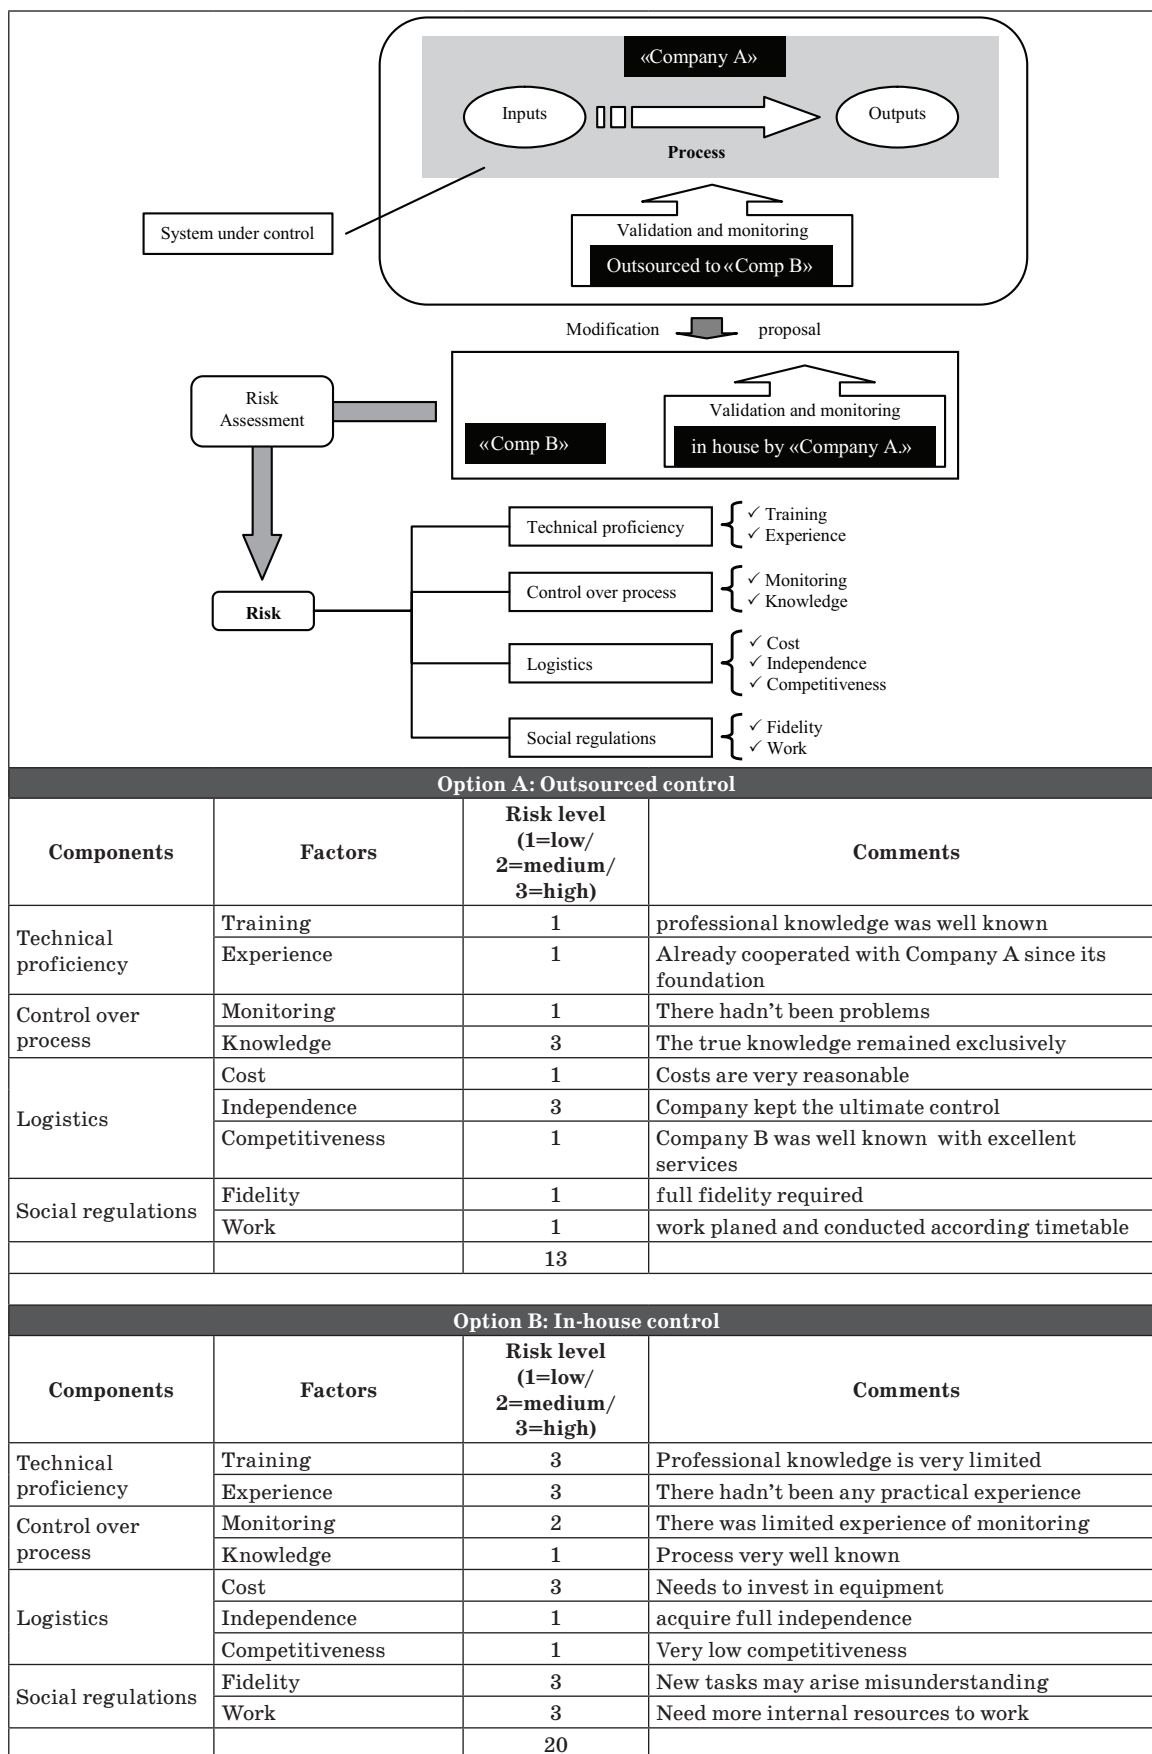 «Company A»
Inputs
Outputs
Process
System under control
Validation and monitoring
Outsourced to «Comp B»
Modification proposal
Risk
Assessment
Validation and monitoring
«Comp B»
in house by «Company A.»
Technical proficiency
✓ Training
✓ Experience
Control over process
✓ Monitoring
✓ Knowledge
Risk
Logistics
✓ Cost
✓ Independence
✓ Competitiveness
Social regulations
✓ Fidelity
✓ Work
Option A: Outsourced control
Components
Factors
Risk level
(1=low/
2=medium/
3=high)
Comments
Technical
proficiency
Training
1
professional knowledge was well known
Experience
1
Already cooperated with Company A since its
foundation
Control over
process
Monitoring
1
There hadn't been problems
Knowledge
3
The true knowledge remained exclusively
Logistics
Cost
1
Costs are very reasonable
Independence
3
Company kept the ultimate control
Competitiveness
1
Company B was well known with excellent
services
Social regulations
Fidelity
1
full fidelity required
Work
1
work planed and conducted according timetable
13
Option B: In-house control
Components
Factors
Risk level
(1=low/
2=medium/
3=high)
Comments
Technical
proficiency
Training
3
Professional knowledge is very limited
Experience
3
There hadn't been any practical experience
Control over
process
Monitoring
2
There was limited experience of monitoring
Knowledge
1
Process very well known
Logistics
Cost
3
Needs to invest in equipment
Independence
1
acquire full independence
Competitiveness
1
Very low competitiveness
Social regulations
Fidelity
3
New tasks may arise misunderstanding
Work
3
Need more internal resources to work
20